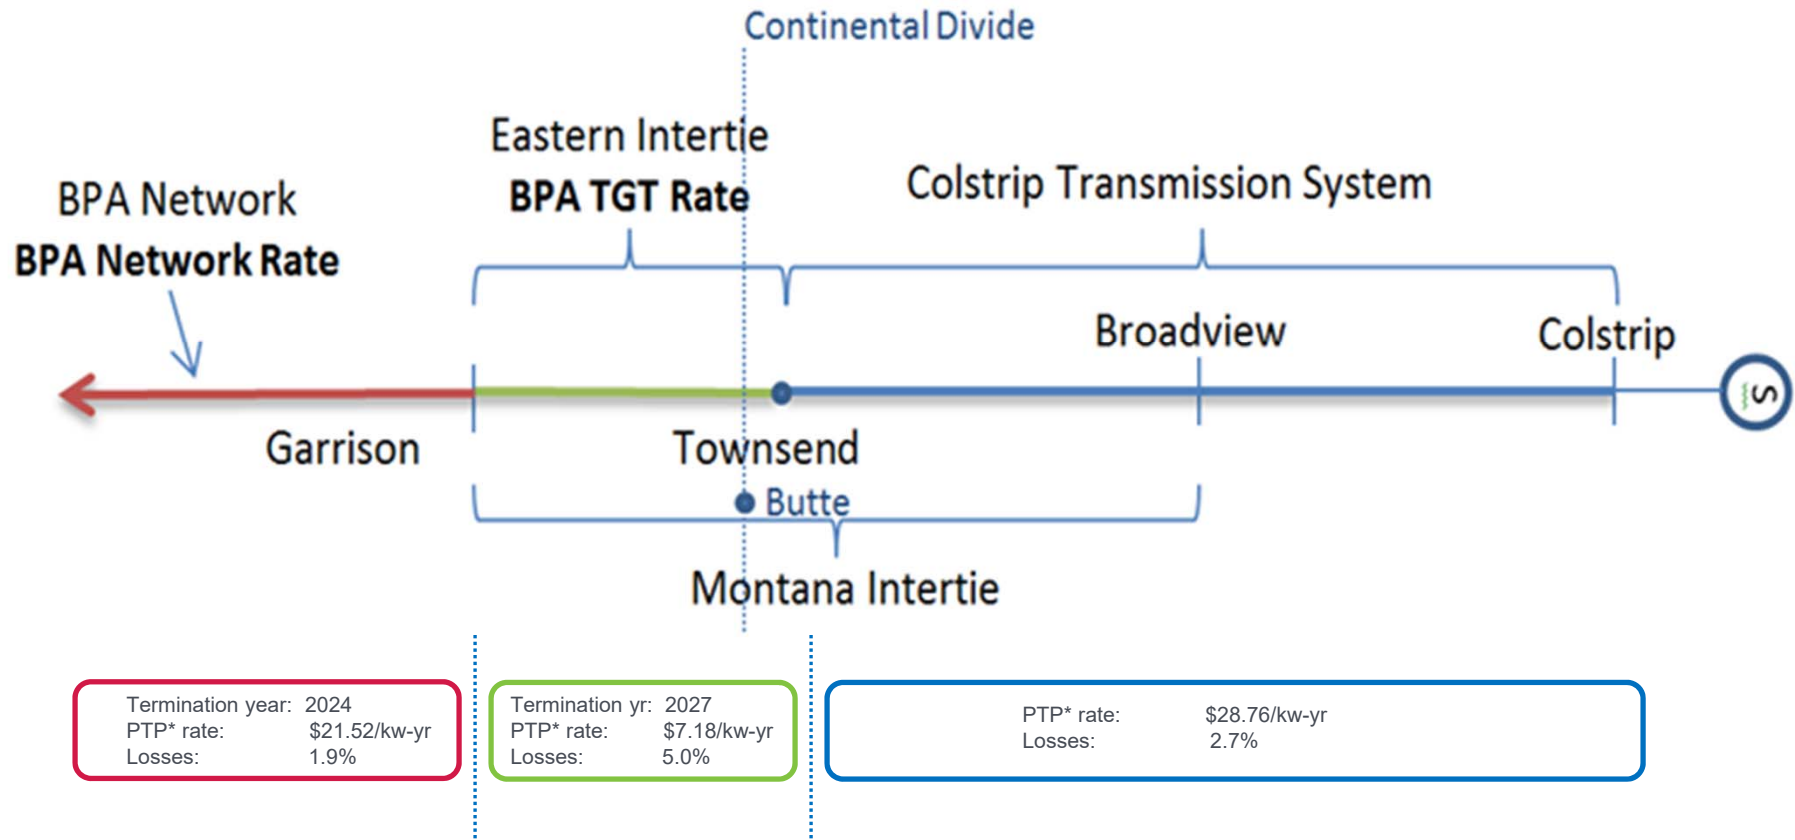 Continental Divide
Eastern Intertie
BPA TGT Rate
Colstrip Transmission System
BPA Network
BPA Network Rate
Broadview
Colstrip
S
Garrison
Townsend
Butte
Montana Intertie
Termination year: 2024
PTP* rate: $21.52/kw-yr
Losses: 1.9%
Termination yr: 2027
PTP* rate: $7.18/kw-yr
Losses: 5.0%
PTP* rate: $28.76/kw-yr
Losses: 2.7%